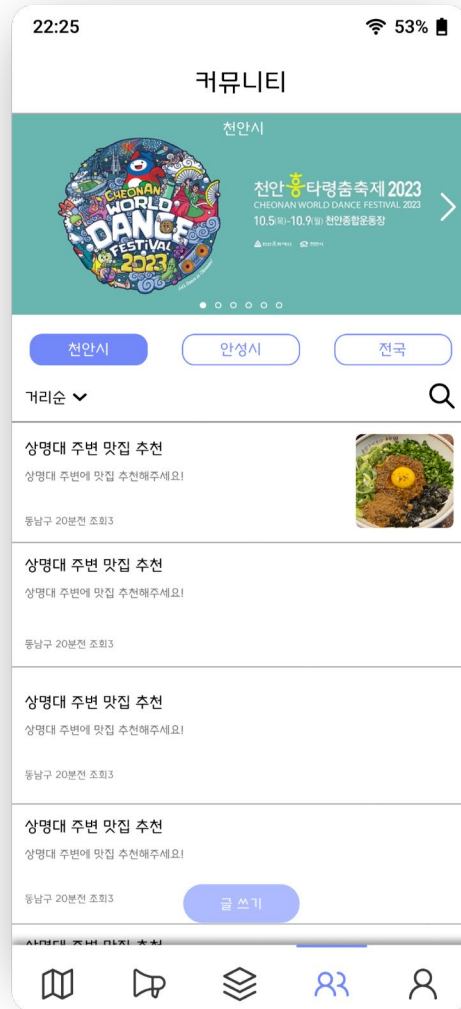 22:25
53%
커뮤니티
천안시
CHEONAN
WORLD
DANCE
FESTIVAL
2023
천안흥타령춤축제 2023
CHEONAN WORLD DANCE FESTIVAL 2023
10.5(목)-10.9(월) 천안종합운동장
천안시
안성시
전국
거리순
상명대 주변 맛집 추천
상명대 주변에 맛집 추천해주세요!
동남구 20분전 조회3
상명대 주변 맛집 추천
상명대 주변에 맛집 추천해주세요!
동남구 20분전 조회3
상명대 주변 맛집 추천
상명대 주변에 맛집 추천해주세요!
동남구 20분전 조회3
상명대 주변 맛집 추천
상명대 주변에 맛집 추천해주세요!
동남구 20분전 조회3
글 쓰기
상명대 주변 맛집 추천